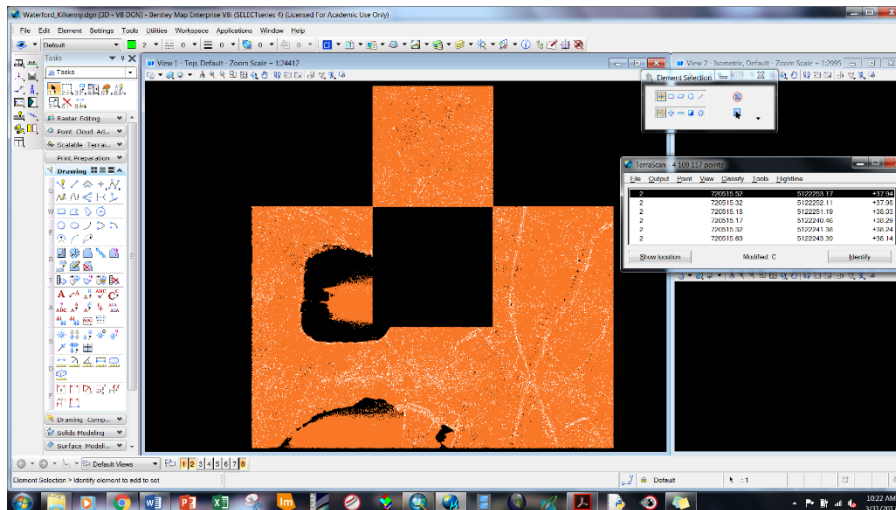 Waterford_Kilkenny.dgn [3D - V8 DGN] - Bentley Map Enterprise V8i (SELECTseries 4) (Licensed For Academic Use Only)
File Edit Element Settings Tools Utilities Workspace Applications Window Help
Default 2 0 0 0 0
Tasks
Tasks
Raster Editing
Point Cloud Ad...
Scalable Terrai...
Print Preparation
Drawing
Drawing Comp...
Solids Modeling
Surface Modeli...
View 1 - Top, Default - Zoom Scale - 1:24412
View 2 - Isometric, Default - Zoom Scale - 1:2995
Element Selection
TerraScan - 4 109 117 points
File Output Point View Classify Tools Flightline
2 720515.52 5122253.17 +37.94
2 720515.32 5122252.11 +37.98
2 720515.18 5122251.19 +38.03
2 720515.17 5122240.46 +38.29
2 720515.32 5122241.38 +38.24
2 720515.63 5122243.39 +38.14
Show location Modified: C Identify
Default Views 1 2 3 4 5 6 7 8
Element Selection > Identify element to add to set
Default : 1
10:22 AM